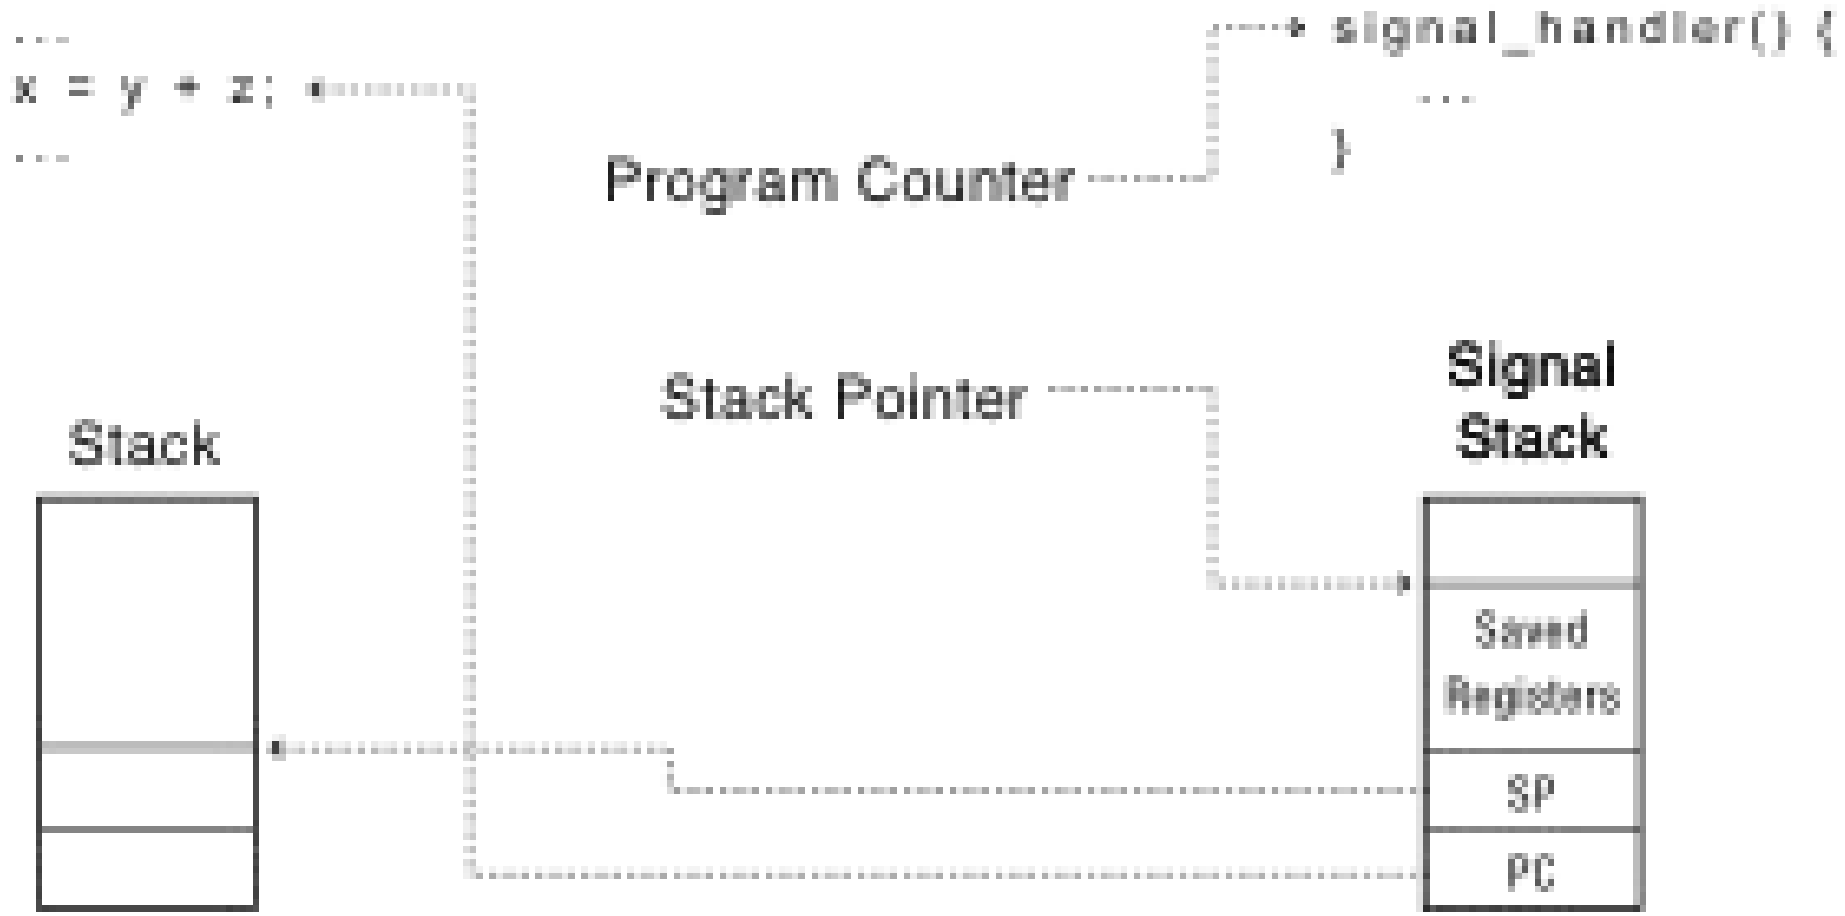 ...
x = y + z;
...
signal_handler() {
...
}
Program Counter
Stack Pointer
Stack
Signal
Stack
Saved
Registers
SP
PC